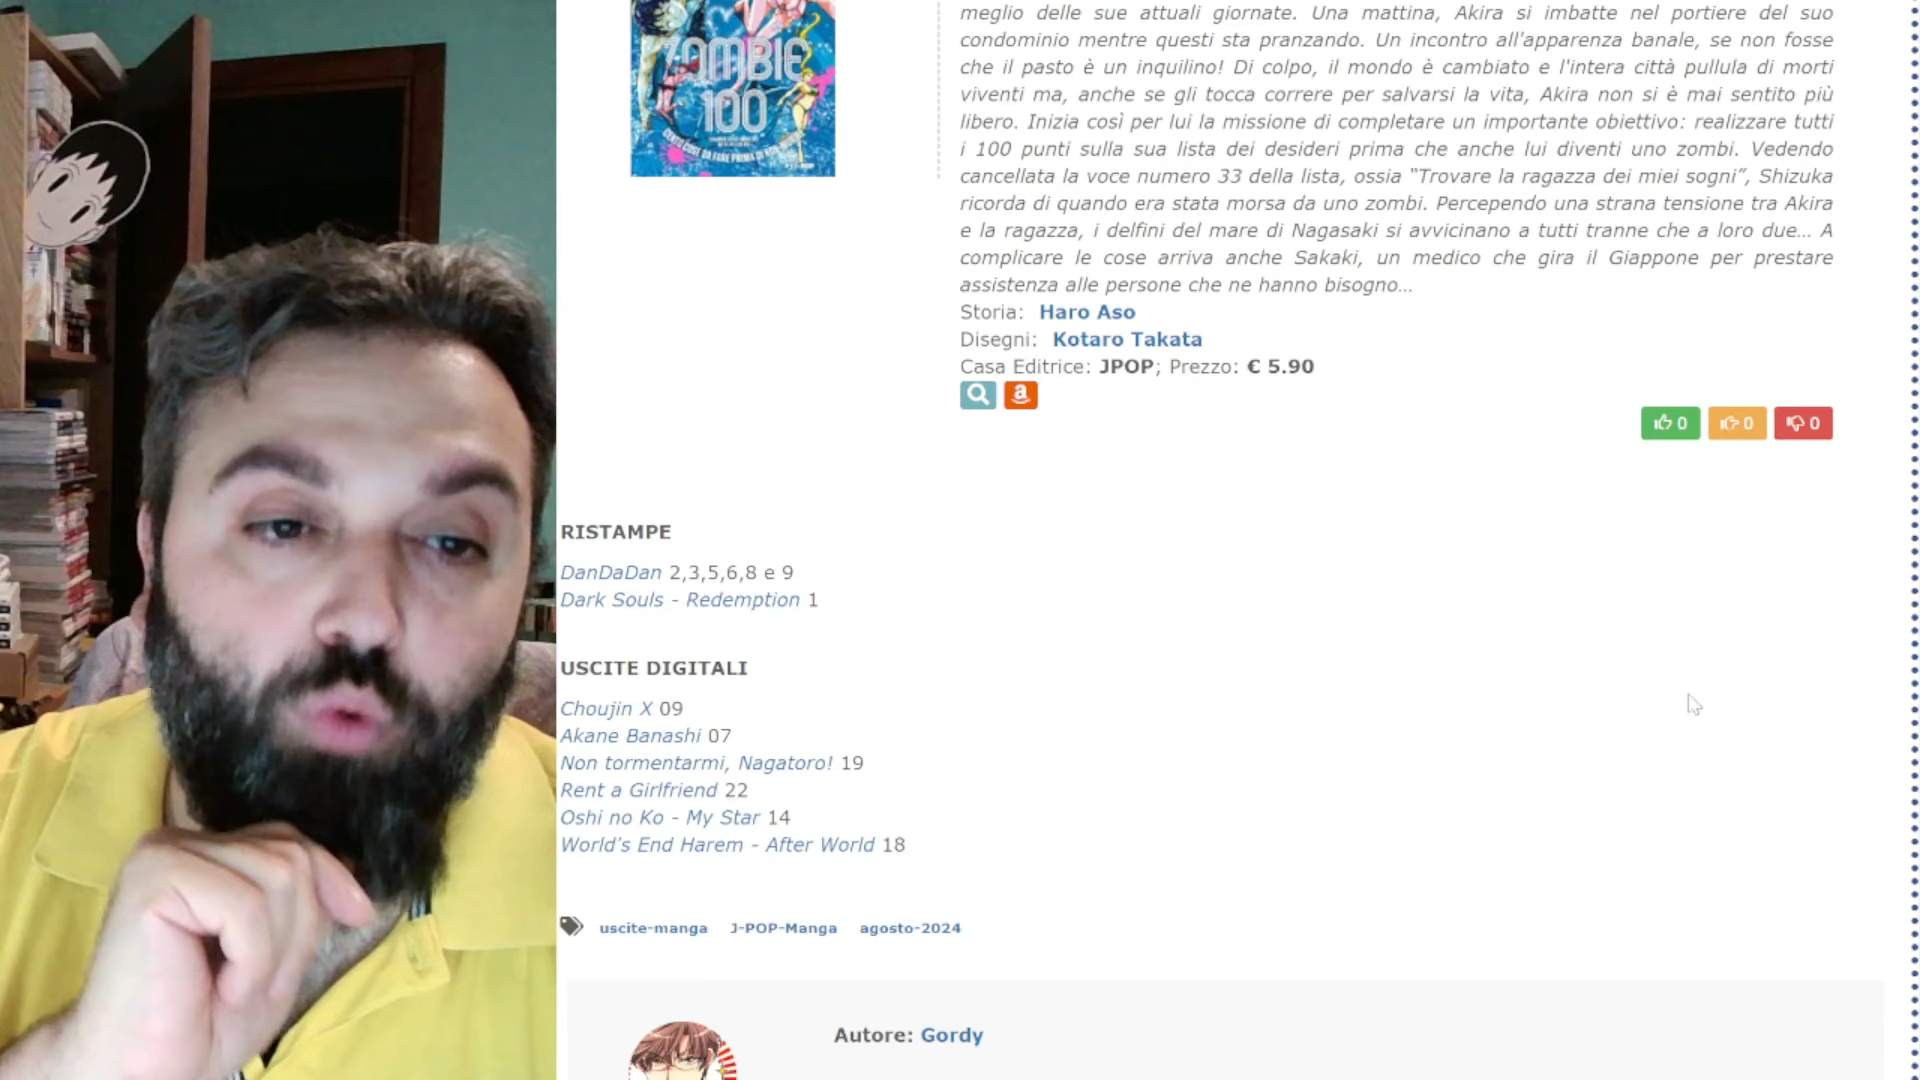 ZOMBIE
100
CENTO COSE DA FARE PRIMA DI NON-MORIRE
meglio delle sue attuali giornate. Una mattina, Akira si imbatte nel portiere del suo
condominio mentre questi sta pranzando. Un incontro all'apparenza banale, se non fosse
che il pasto è un inquilino! Di colpo, il mondo è cambiato e l'intera città pullula di morti
viventi ma, anche se gli tocca correre per salvarsi la vita, Akira non si è mai sentito più
libero. Inizia così per lui la missione di completare un importante obiettivo: realizzare tutti
i 100 punti sulla sua lista dei desideri prima che anche lui diventi uno zombi. Vedendo
cancellata la voce numero 33 della lista, ossia “Trovare la ragazza dei miei sogni”, Shizuka
ricorda di quando era stata morsa da uno zombi. Percependo una strana tensione tra Akira
e la ragazza, i delfini del mare di Nagasaki si avvicinano a tutti tranne che a loro due... A
complicare le cose arriva anche Sakaki, un medico che gira il Giappone per prestare
assistenza alle persone che ne hanno bisogno...
Storia: Haro Aso
Disegni: Kotaro Takata
Casa Editrice: JPOP; Prezzo: € 5.90
0 0 0
RISTAMPE
DanDaDan 2,3,5,6,8 e 9
Dark Souls - Redemption 1
USCITE DIGITALI
Choujin X 09
Akane Banashi 07
Non tormentarmi, Nagatoro! 19
Rent a Girlfriend 22
Oshi no Ko - My Star 14
World's End Harem - After World 18
uscite-manga J-POP-Manga agosto-2024
Autore: Gordy